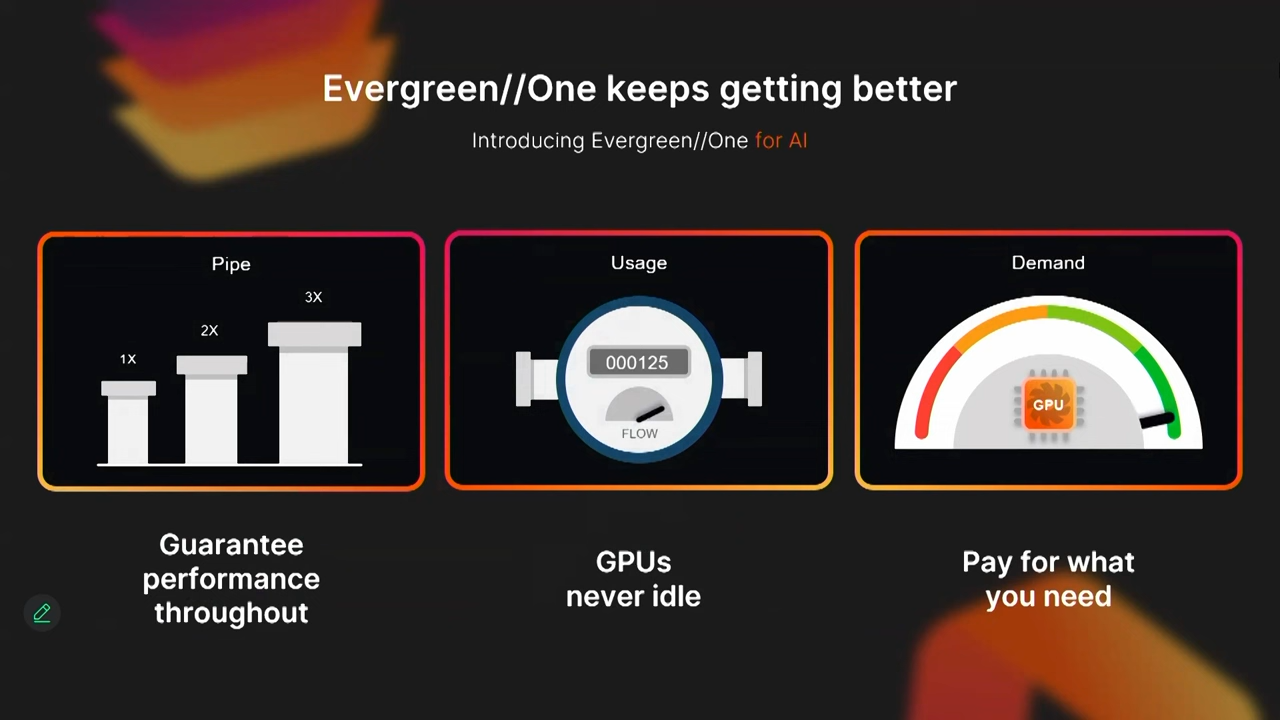 Evergreen//One keeps getting better
Introducing Evergreen//One for AI
Pipe
1X
2X
3X
Guarantee
performance
throughout
Usage
000125
FLOW
GPUs
never idle
Demand
GPU
Pay for what
you need